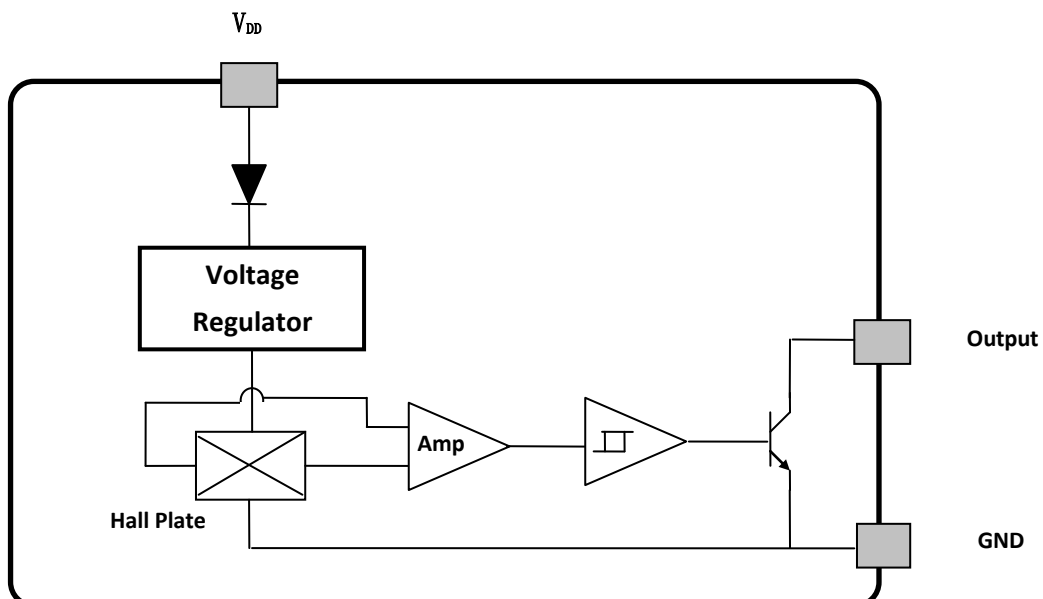 VDD
Voltage
Regulator
Output
Amp
Hall Plate
GND